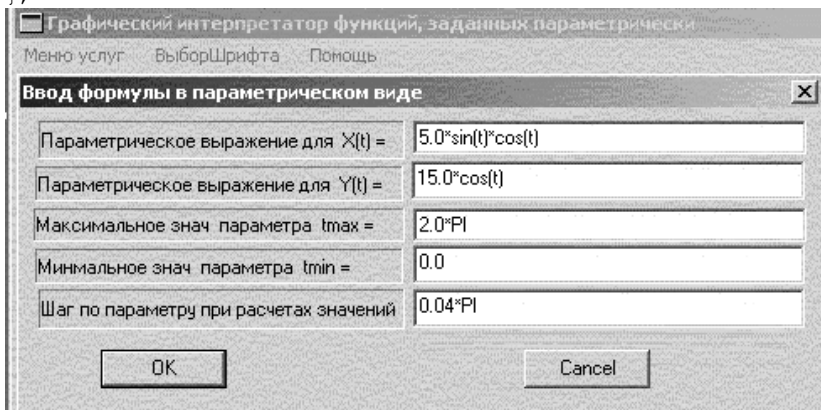 Графический интерпретатор функций, заданных параметрически
Меню услуг ВыборШрифта Помощь
Ввод формулы в параметрическом виде
Параметрическое выражение для X(t) = 5.0*sin(t)*cos(t)
Параметрическое выражение для Y(t) = 15.0*cos(t)
Максимальное знач параметра tmax = 2.0*PI
Минмальное знач параметра tmin = 0.0
Шаг по параметру при расчетах значений 0.04*PI
OK Cancel